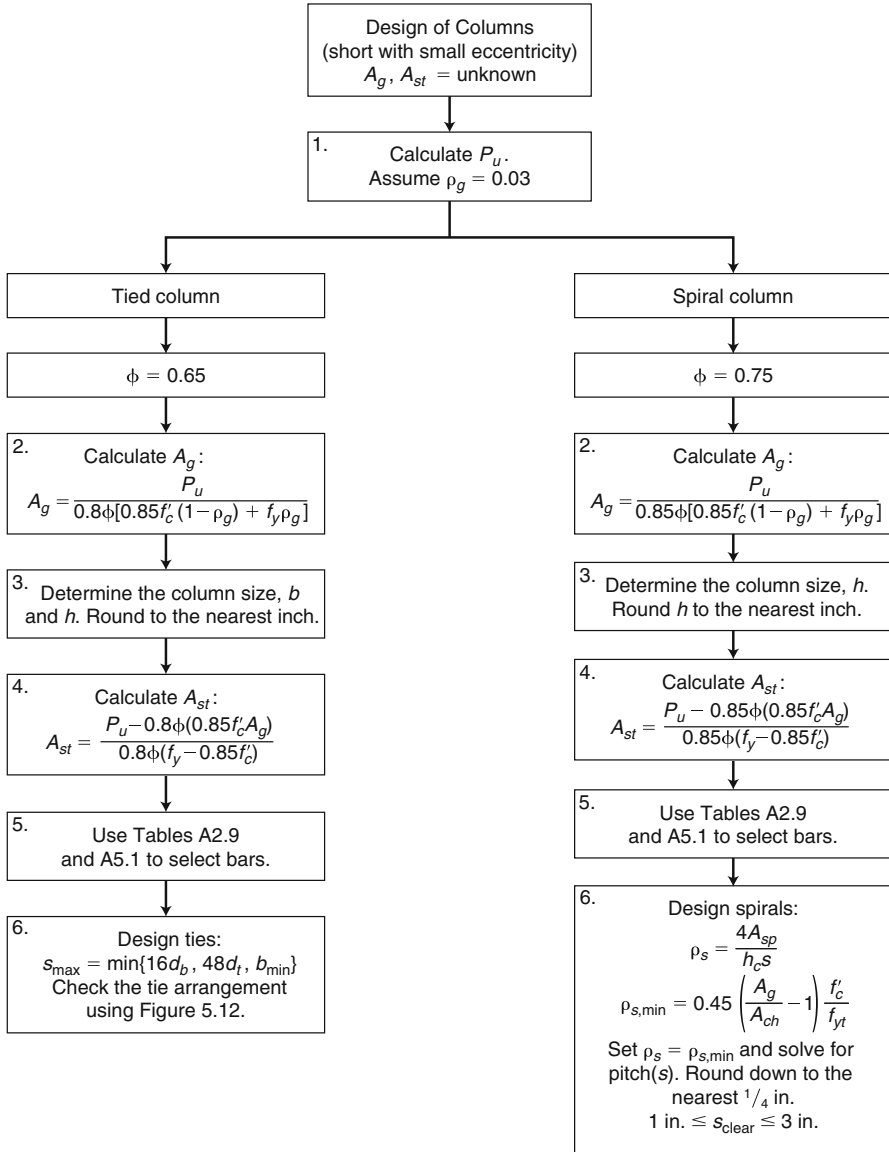 Design of Columns
(short with small eccentricity)
A_g, A_st = unknown
1.
Calculate P_u.
Assume ρ_g = 0.03
Tied column
ϕ = 0.65
2.
Calculate A_g:
A_g = P_u / 0.8ϕ[0.85f′_c (1−ρ_g) + f_yρ_g]
3.
Determine the column size, b
and h. Round to the nearest inch.
4.
Calculate A_st:
A_st = P_u−0.8ϕ(0.85f′_cA_g) / 0.8ϕ(f_y−0.85f′_c)
5.
Use Tables A2.9
and A5.1 to select bars.
6.
Design ties:
s_max = min{16d_b, 48d_t, b_min}
Check the tie arrangement
using Figure 5.12.
Spiral column
ϕ = 0.75
2.
Calculate A_g:
A_g = P_u / 0.85ϕ[0.85f′_c (1−ρ_g) + f_yρ_g]
3.
Determine the column size, h.
Round h to the nearest inch.
4.
Calculate A_st:
A_st = P_u − 0.85ϕ(0.85f′_cA_g) / 0.85ϕ(f_y−0.85f′_c)
5.
Use Tables A2.9
and A5.1 to select bars.
6.
Design spirals:
ρ_s = 4A_sp / h_cs
ρ_s,min = 0.45 (A_g / A_ch − 1) f′_c / f_yt
Set ρ_s = ρ_s,min and solve for
pitch(s). Round down to the
nearest 1/4 in.
1 in. ≤ s_clear ≤ 3 in.